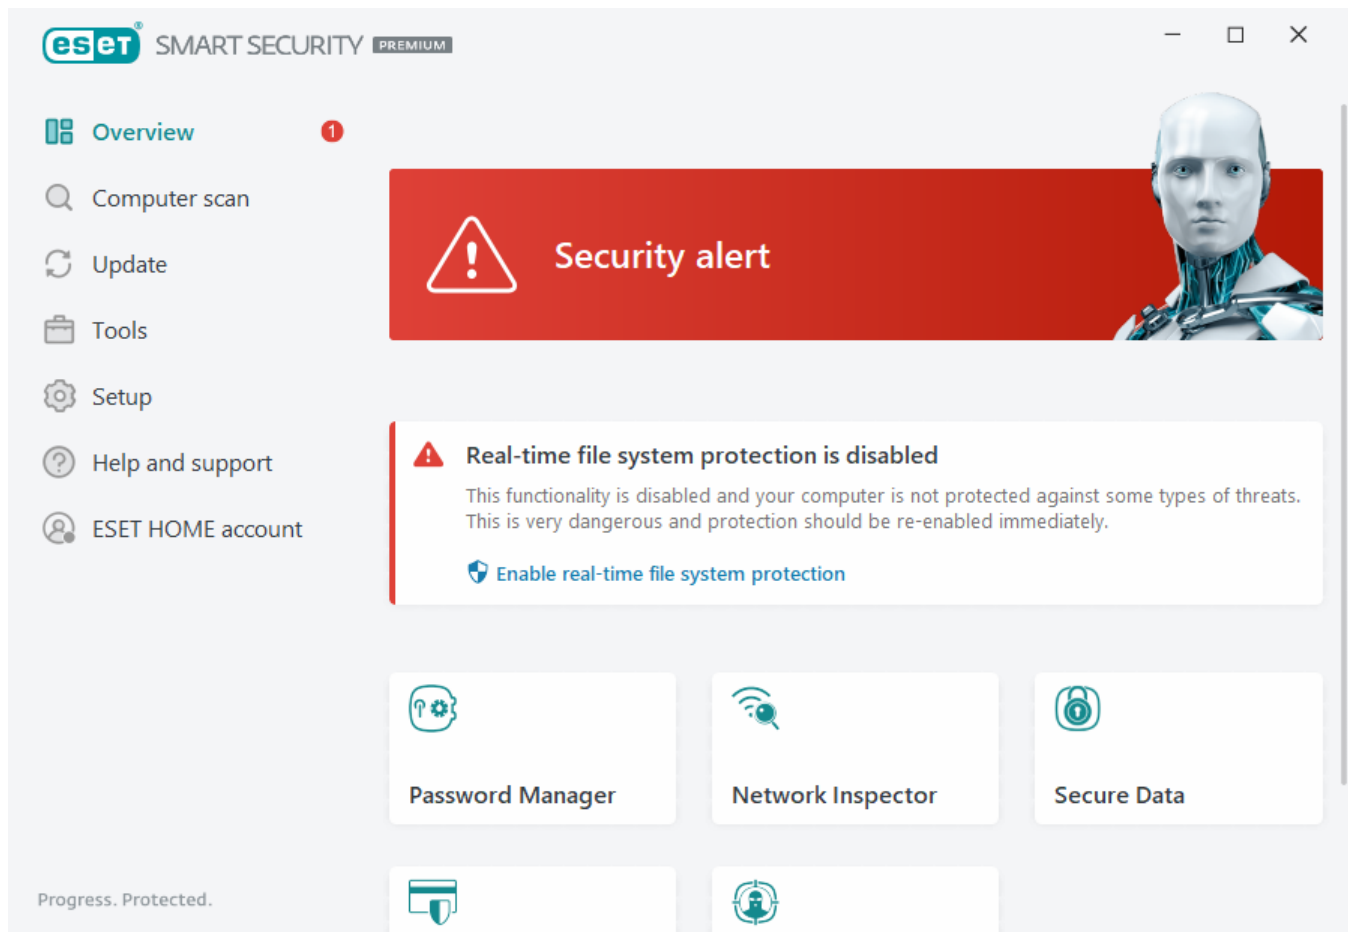 eset® SMART SECURITY PREMIUM
Overview 1
Computer scan
Update
Tools
Setup
Help and support
ESET HOME account
Progress. Protected.
Security alert
Real-time file system protection is disabled
This functionality is disabled and your computer is not protected against some types of threats.
This is very dangerous and protection should be re-enabled immediately.
Enable real-time file system protection
Password Manager
Network Inspector
Secure Data